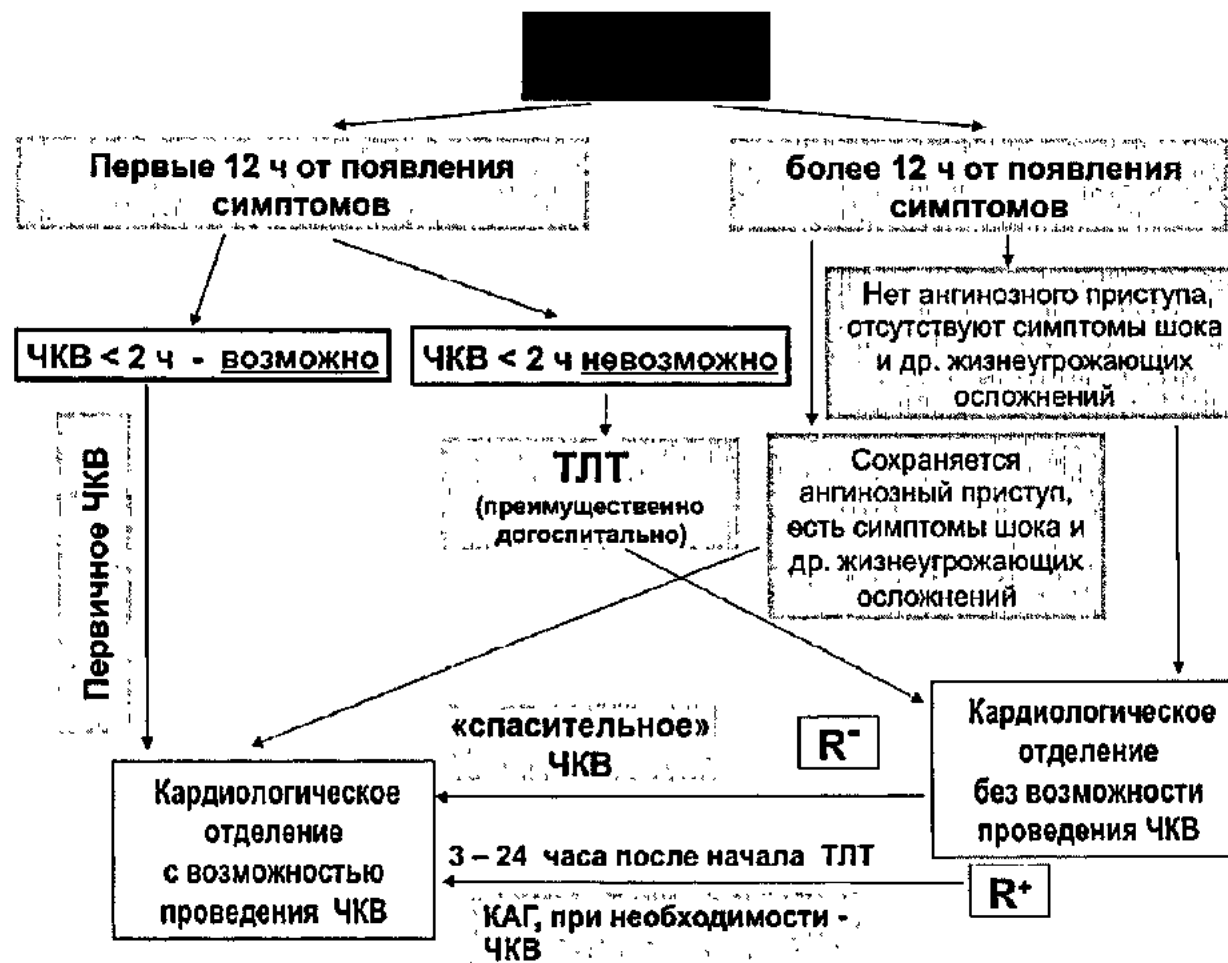 Первые 12 ч от появления
симптомов
более 12 ч от появления
симптомов
ЧКВ < 2 ч - возможно
ЧКВ < 2 ч невозможно
Нет ангинозного приступа,
отсутствуют симптомы шока
и др. жизнеугрожающих
осложнений
Первичное ЧКВ
ТЛТ
(преимущественно
догоспитально)
Сохраняется
ангинозный приступ,
есть симптомы шока и
др. жизнеугрожающих
осложнений
«спасительное»
ЧКВ
R⁻
Кардиологическое
отделение
без возможности
проведения ЧКВ
Кардиологическое
отделение
с возможностью
проведения ЧКВ
3 – 24 часа после начала ТЛТ
R⁺
КАГ, при необходимости -
ЧКВ